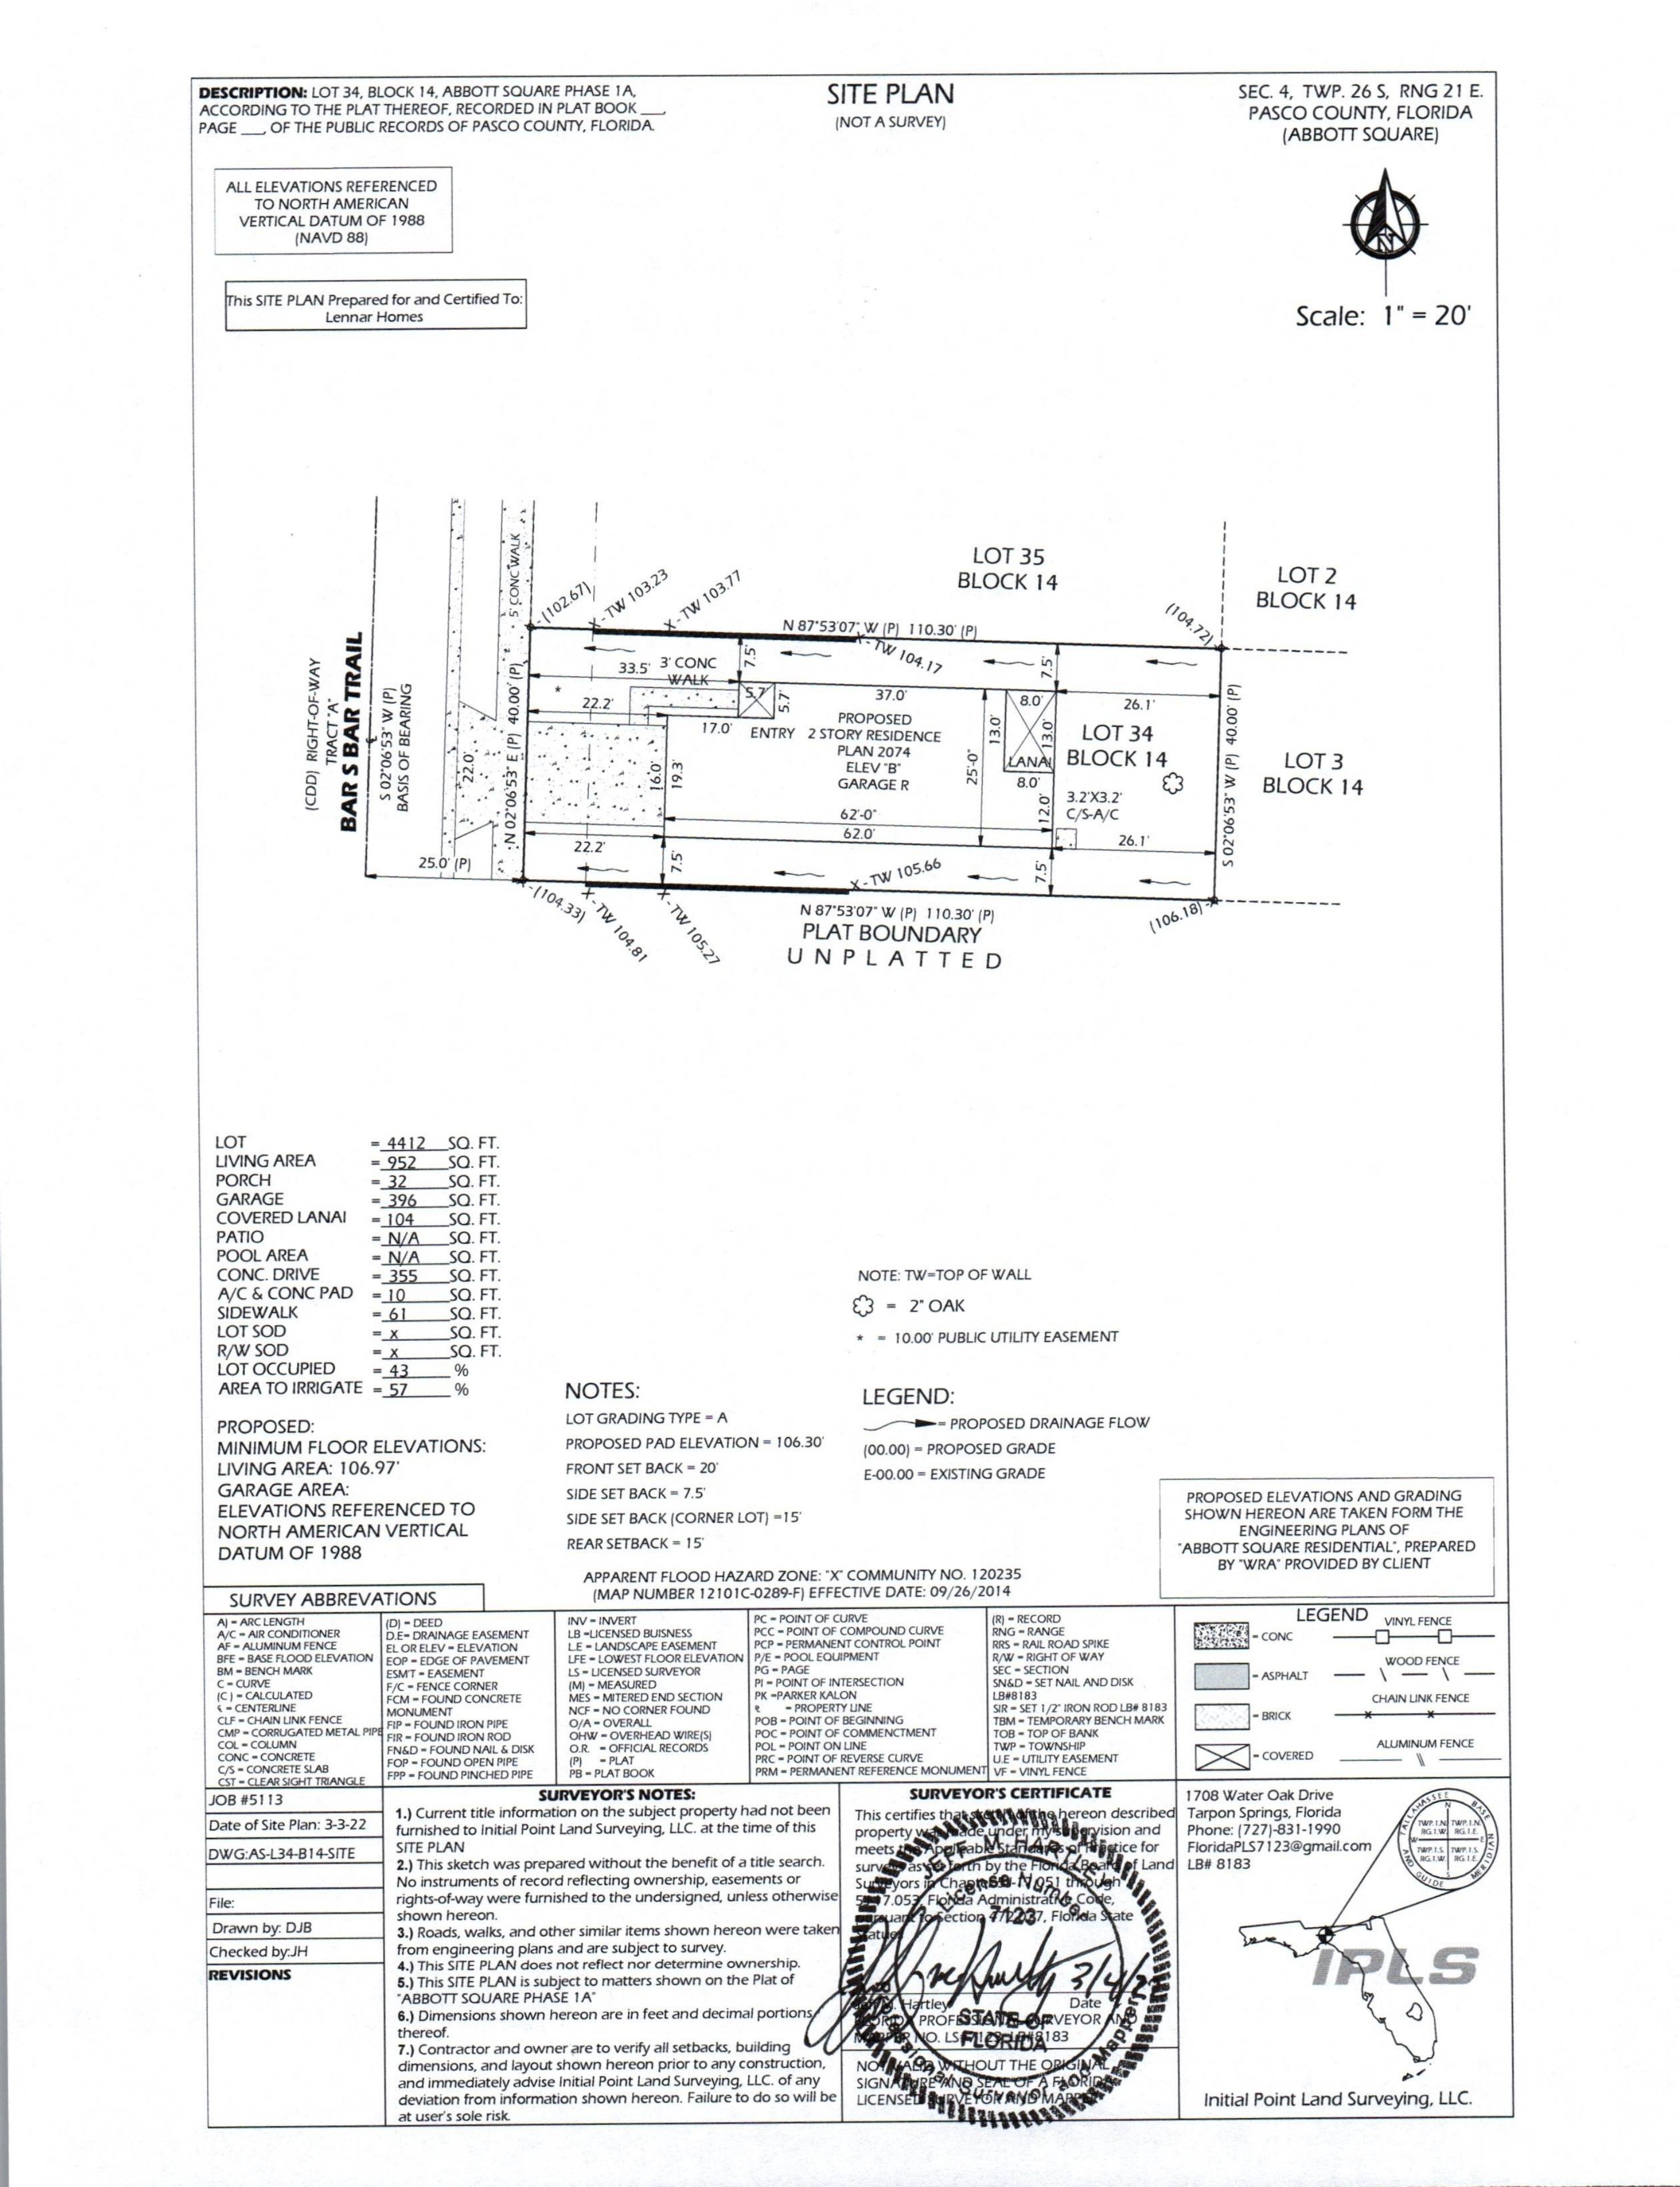 DESCRIPTION: LOT 34, BLOCK 14, ABBOTT SQUARE PHASE 1A,
ACCORDING TO THE PLAT THEREOF, RECORDED IN PLAT BOOK ___,
PAGE ___, OF THE PUBLIC RECORDS OF PASCO COUNTY, FLORIDA.
SITE PLAN
(NOT A SURVEY)
SEC. 4, TWP. 26 S, RNG 21 E.
PASCO COUNTY, FLORIDA
(ABBOTT SQUARE)
ALL ELEVATIONS REFERENCED
TO NORTH AMERICAN
VERTICAL DATUM OF 1988
(NAVD 88)
This SITE PLAN Prepared for and Certified To:
Lennar Homes
N
Scale: 1" = 20'
LOT 35
BLOCK 14
LOT 2
BLOCK 14
LOT 3
BLOCK 14
5' CONC WALK
(102.67)
TW 103.23
TW 103.77
N 87°53'07" W (P) 110.30' (P)
TW 104.17
(104.72)
(CDD) RIGHT-OF-WAY
TRACT "A"
BAR S BAR TRAIL
S 02°06'53" W (P)
BASIS OF BEARING
22.0'
N 02°06'53" E (P) 40.00' (P)
33.5'
3' CONC
WALK
7.5'
7.5'
*
22.2'
5.7'
5.7'
37.0'
8.0'
26.1'
17.0'
ENTRY
PROPOSED
2 STORY RESIDENCE
PLAN 2074
ELEV "B"
GARAGE R
13.0'
13.0'
LANAI
8.0'
LOT 34
BLOCK 14
16.0'
19.3'
25'-0"
12.0'
3.2'X3.2'
C/S-A/C
62'-0"
62.0'
22.2'
26.1'
S 02°06'53" W (P) 40.00' (P)
25.0' (P)
7.5'
7.5'
TW 105.66
(104.33)
TW 104.81
TW 105.27
(106.18)
N 87°53'07" W (P) 110.30' (P)
PLAT BOUNDARY
UNPLATTED
LOT = 4412 SQ. FT.
LIVING AREA = 952 SQ. FT.
PORCH = 32 SQ. FT.
GARAGE = 396 SQ. FT.
COVERED LANAI = 104 SQ. FT.
PATIO = N/A SQ. FT.
POOL AREA = N/A SQ. FT.
CONC. DRIVE = 355 SQ. FT.
A/C & CONC PAD = 10 SQ. FT.
SIDEWALK = 61 SQ. FT.
LOT SOD = x SQ. FT.
R/W SOD = x SQ. FT.
LOT OCCUPIED = 43 %
AREA TO IRRIGATE = 57 %
NOTE: TW=TOP OF WALL
= 2" OAK
* = 10.00' PUBLIC UTILITY EASEMENT
PROPOSED:
MINIMUM FLOOR ELEVATIONS:
LIVING AREA: 106.97'
GARAGE AREA:
ELEVATIONS REFERENCED TO
NORTH AMERICAN VERTICAL
DATUM OF 1988
NOTES:
LOT GRADING TYPE = A
PROPOSED PAD ELEVATION = 106.30'
FRONT SET BACK = 20'
SIDE SET BACK = 7.5'
SIDE SET BACK (CORNER LOT) =15'
REAR SETBACK = 15'
LEGEND:
= PROPOSED DRAINAGE FLOW
(00.00) = PROPOSED GRADE
E-00.00 = EXISTING GRADE
PROPOSED ELEVATIONS AND GRADING
SHOWN HEREON ARE TAKEN FORM THE
ENGINEERING PLANS OF
"ABBOTT SQUARE RESIDENTIAL", PREPARED
BY "WRA" PROVIDED BY CLIENT
APPARENT FLOOD HAZARD ZONE: "X" COMMUNITY NO. 120235
(MAP NUMBER 12101C-0289-F) EFFECTIVE DATE: 09/26/2014
SURVEY ABBREVATIONS
A) = ARC LENGTH
A/C = AIR CONDITIONER
AF = ALUMINUM FENCE
BFE = BASE FLOOD ELEVATION
BM = BENCH MARK
C = CURVE
(C ) = CALCULATED
= CENTERLINE
CLF = CHAIN LINK FENCE
CMP = CORRUGATED METAL PIPE
COL = COLUMN
CONC = CONCRETE
C/S = CONCRETE SLAB
CST = CLEAR SIGHT TRIANGLE
(D) = DEED
D.E= DRAINAGE EASEMENT
EL OR ELEV = ELEVATION
EOP = EDGE OF PAVEMENT
ESM'T = EASEMENT
F/C = FENCE CORNER
FCM = FOUND CONCRETE
MONUMENT
FIP = FOUND IRON PIPE
FIR = FOUND IRON ROD
FN&D = FOUND NAIL & DISK
FOP = FOUND OPEN PIPE
FPP = FOUND PINCHED PIPE
INV = INVERT
LB =LICENSED BUISNESS
L.E = LANDSCAPE EASEMENT
LFE = LOWEST FLOOR ELEVATION
LS = LICENSED SURVEYOR
(M) = MEASURED
MES = MITERED END SECTION
NCF = NO CORNER FOUND
O/A = OVERALL
OHW = OVERHEAD WIRE(S)
O.R. = OFFICIAL RECORDS
(P) = PLAT
PB = PLAT BOOK
PC = POINT OF CURVE
PCC = POINT OF COMPOUND CURVE
PCP = PERMANENT CONTROL POINT
P/E = POOL EQUIPMENT
PG = PAGE
PI = POINT OF INTERSECTION
PK =PARKER KALON
= PROPERTY LINE
POB = POINT OF BEGINNING
POC = POINT OF COMMENCTMENT
POL = POINT ON LINE
PRC = POINT OF REVERSE CURVE
PRM = PERMANENT REFERENCE MONUMENT
(R) = RECORD
RNG = RANGE
RRS = RAIL ROAD SPIKE
R/W = RIGHT OF WAY
SEC = SECTION
SN&D = SET NAIL AND DISK
LB#8183
SIR = SET 1/2" IRON ROD LB# 8183
TBM = TEMPORARY BENCH MARK
TOB = TOP OF BANK
TWP = TOWNSHIP
U.E = UTILITY EASEMENT
VF = VINYL FENCE
LEGEND
= CONC
= ASPHALT
= BRICK
= COVERED
VINYL FENCE
WOOD FENCE
CHAIN LINK FENCE
ALUMINUM FENCE
JOB #5113
Date of Site Plan: 3-3-22
DWG:AS-L34-B14-SITE
File:
Drawn by: DJB
Checked by:JH
REVISIONS
SURVEYOR'S NOTES:
1.) Current title information on the subject property had not been
furnished to Initial Point Land Surveying, LLC. at the time of this
SITE PLAN
2.) This sketch was prepared without the benefit of a title search.
No instruments of record reflecting ownership, easements or
rights-of-way were furnished to the undersigned, unless otherwise
shown hereon.
3.) Roads, walks, and other similar items shown hereon were taken
from engineering plans and are subject to survey.
4.) This SITE PLAN does not reflect nor determine ownership.
5.) This SITE PLAN is subject to matters shown on the Plat of
"ABBOTT SQUARE PHASE 1A"
6.) Dimensions shown hereon are in feet and decimal portions
thereof.
7.) Contractor and owner are to verify all setbacks, building
dimensions, and layout shown hereon prior to any construction,
and immediately advise Initial Point Land Surveying, LLC. of any
deviation from information shown hereon. Failure to do so will be
at user's sole risk.
SURVEYOR'S CERTIFICATE
This certifies that sketch of the hereon described
property was made under my supervision and
meets the Applicable Standards of Practice for
surveys as set forth by the Florida Board of Land
Surveyors in Chapter through
Florida Administrative Code,
pursuant to Section 472.027, Florida State
Statutes
JEFF M. HARTLEY
License Number
7123
STATE OF
FLORIDA
Professional Surveyor and Mapper
M. Hartley Date
FLORIDA PROFESSIONAL SURVEYOR AND
MAPPER NO. LS# 7123 LB#8183
NOT VALID WITHOUT THE ORIGINAL
SIGNATURE AND SEAL OF A FLORIDA
LICENSED SURVEYOR AND MAPPER
1708 Water Oak Drive
Tarpon Springs, Florida
Phone: (727)-831-1990
FloridaPLS7123@gmail.com
LB# 8183
TALLAHASSEE BASE
AND GUIDE MERIDIAN
N
W
E
S
TWP.1.N. RG.1.W.
TWP.1.N. RG.1.E.
TWP.1.S. RG.1.W.
TWP.1.S. RG.1.E.
IPLS
Initial Point Land Surveying, LLC.